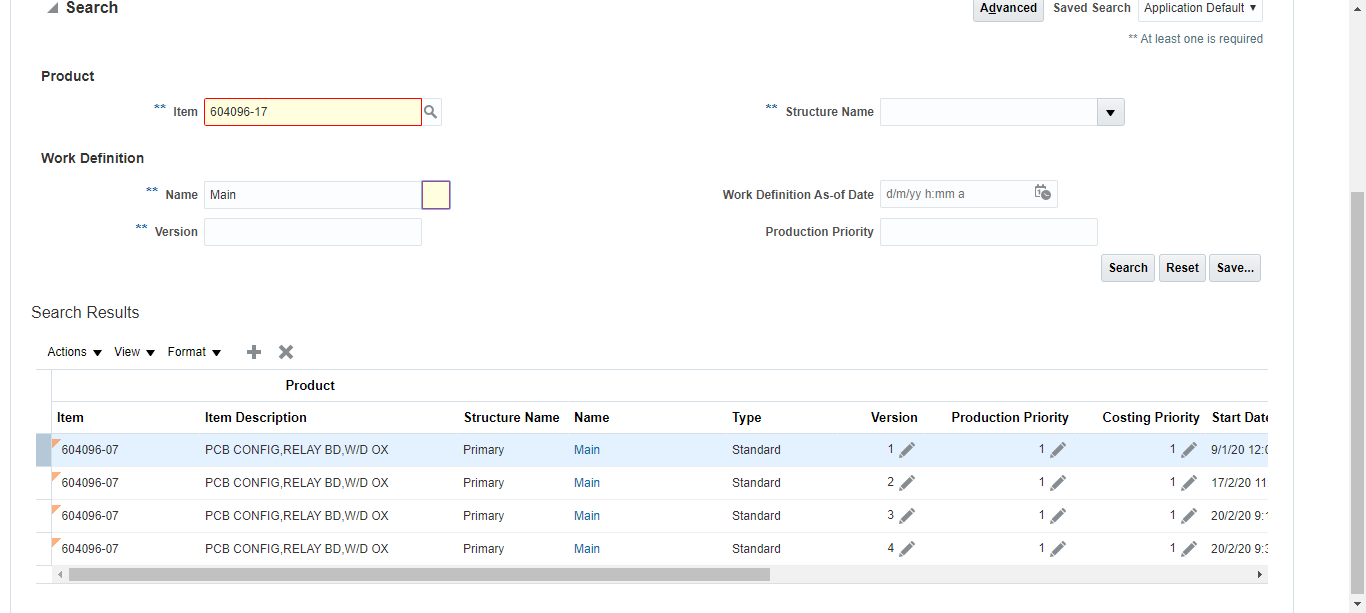 Search Advanced Saved Search Application Default
** At least one is required
Product
** Item 604096-17 ** Structure Name
Work Definition
** Name Main Work Definition As-of Date d/m/yy h:mm a
** Version Production Priority
Search Reset Save...
Search Results
Actions View Format
Product
Item Item Description Structure Name Name Type Version Production Priority Costing Priority Start Date
604096-07 PCB CONFIG,RELAY BD,W/D OX Primary Main Standard 1 1 1 9/1/20 12:0
604096-07 PCB CONFIG,RELAY BD,W/D OX Primary Main Standard 2 1 1 17/2/20 11
604096-07 PCB CONFIG,RELAY BD,W/D OX Primary Main Standard 3 1 1 20/2/20 9:1
604096-07 PCB CONFIG,RELAY BD,W/D OX Primary Main Standard 4 1 1 20/2/20 9:3